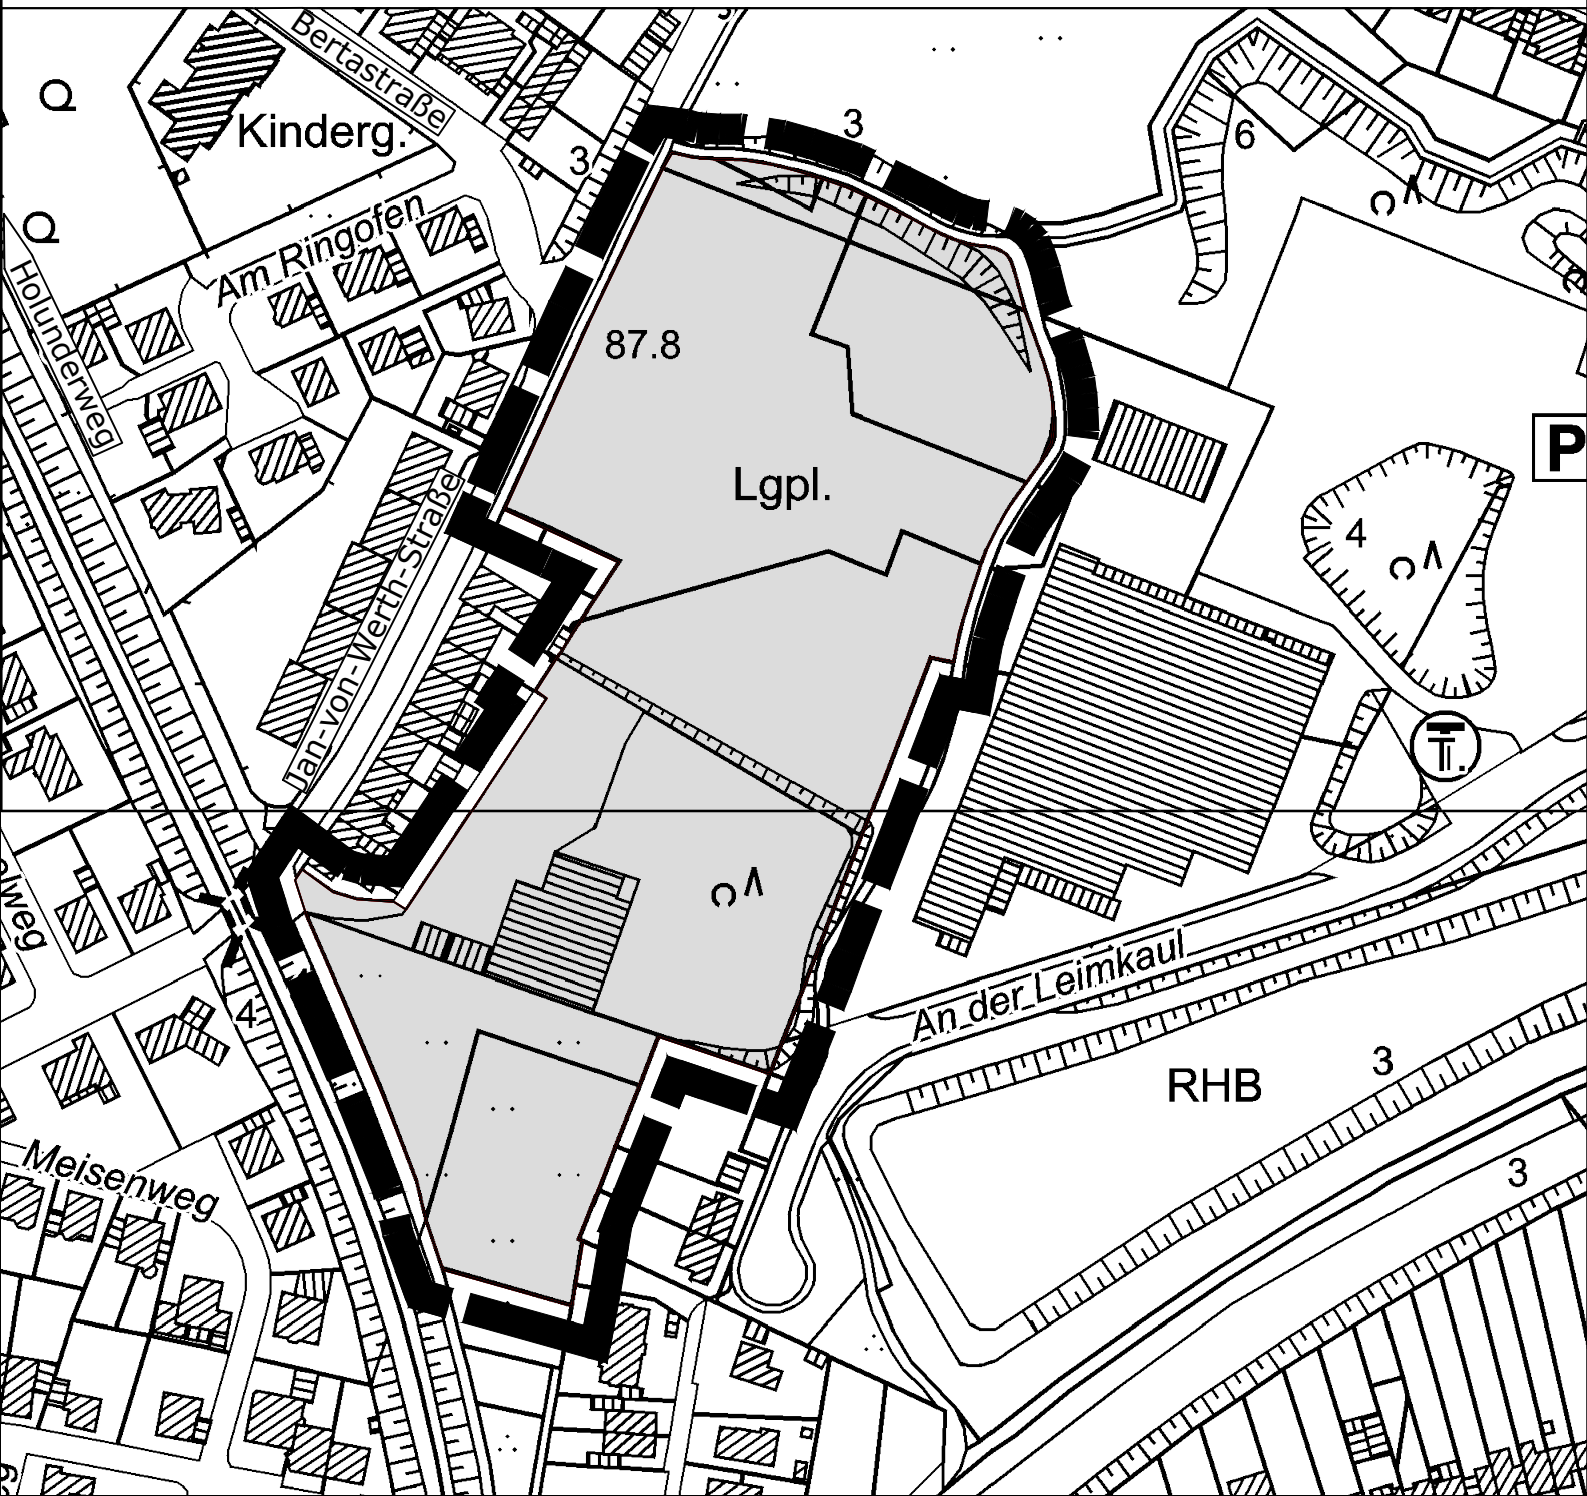 Bertastraße
3
Kinderg.
3
6
Am Ringofen
Holunderweg
87.8
P
Lgpl.
4
Jan-von-Werth-Straße
T.
An der Leimkaul
4
3
RHB
Meisenweg
3